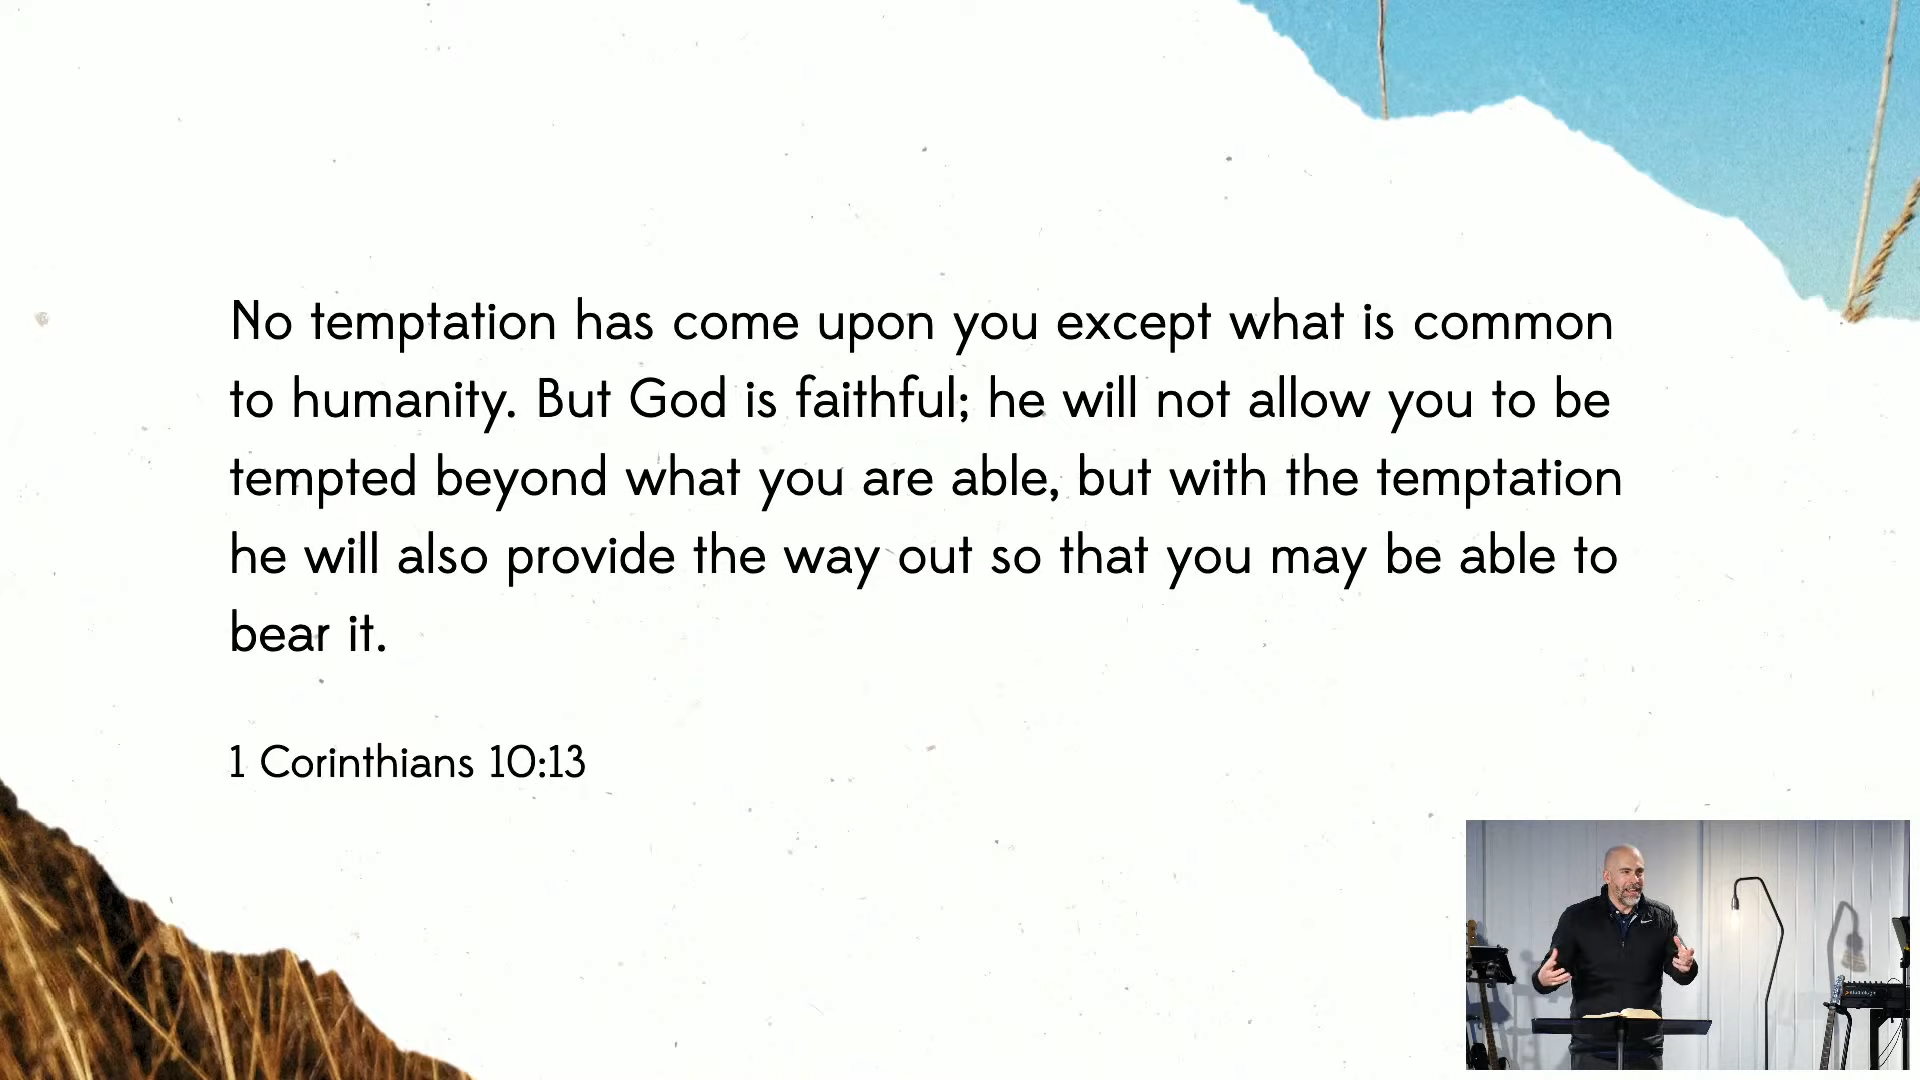 No temptation has come upon you except what is common
to humanity. But God is faithful; he will not allow you to be
tempted beyond what you are able, but with the temptation
he will also provide the way out so that you may be able to
bear it.
1 Corinthians 10:13